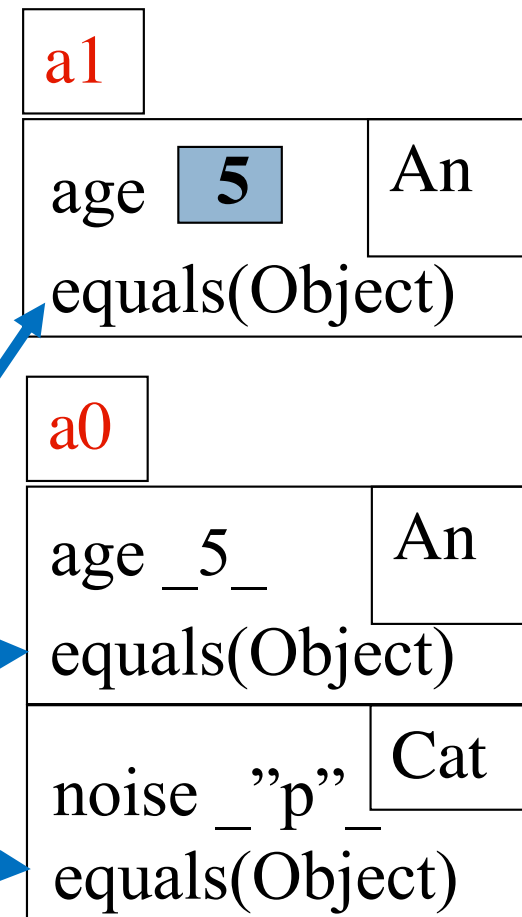 a1
age 5 An
equals(Object)
a0
age _5_ An
equals(Object)
Cat
noise _”p”_
equals(Object)